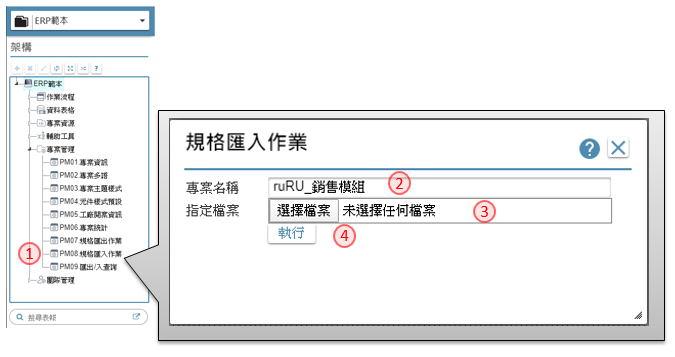 ERP範本
架構
ERP範本
作業流程
資料表格
專案資源
輔助工具
專案管理
PM01.專案資訊
PM02.專案多語
PM03.專案主題樣式
PM04.元件樣式預設
PM05.工廠開案資訊
PM06.專案統計
PM07.規格匯出作業
PM08.規格匯入作業
PM09.匯出/入查詢
團隊管理
搜尋表報
1
規格匯入作業
專案名稱 ruRU_銷售模組 2
指定檔案 選擇檔案 未選擇任何檔案 3
執行 4